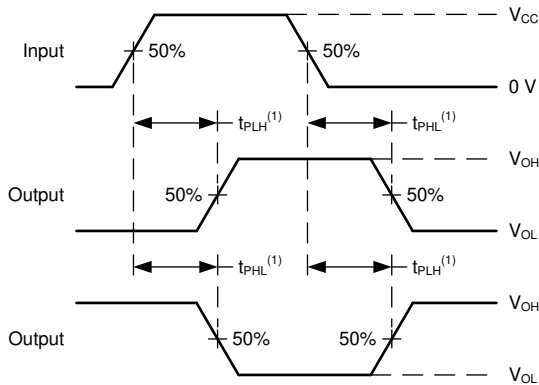 V_CC
Input
50%
50%
0 V
t_PLH^(1)
t_PHL^(1)
V_OH
Output
50%
50%
V_OL
t_PHL^(1)
t_PLH^(1)
V_OH
Output
50%
50%
V_OL